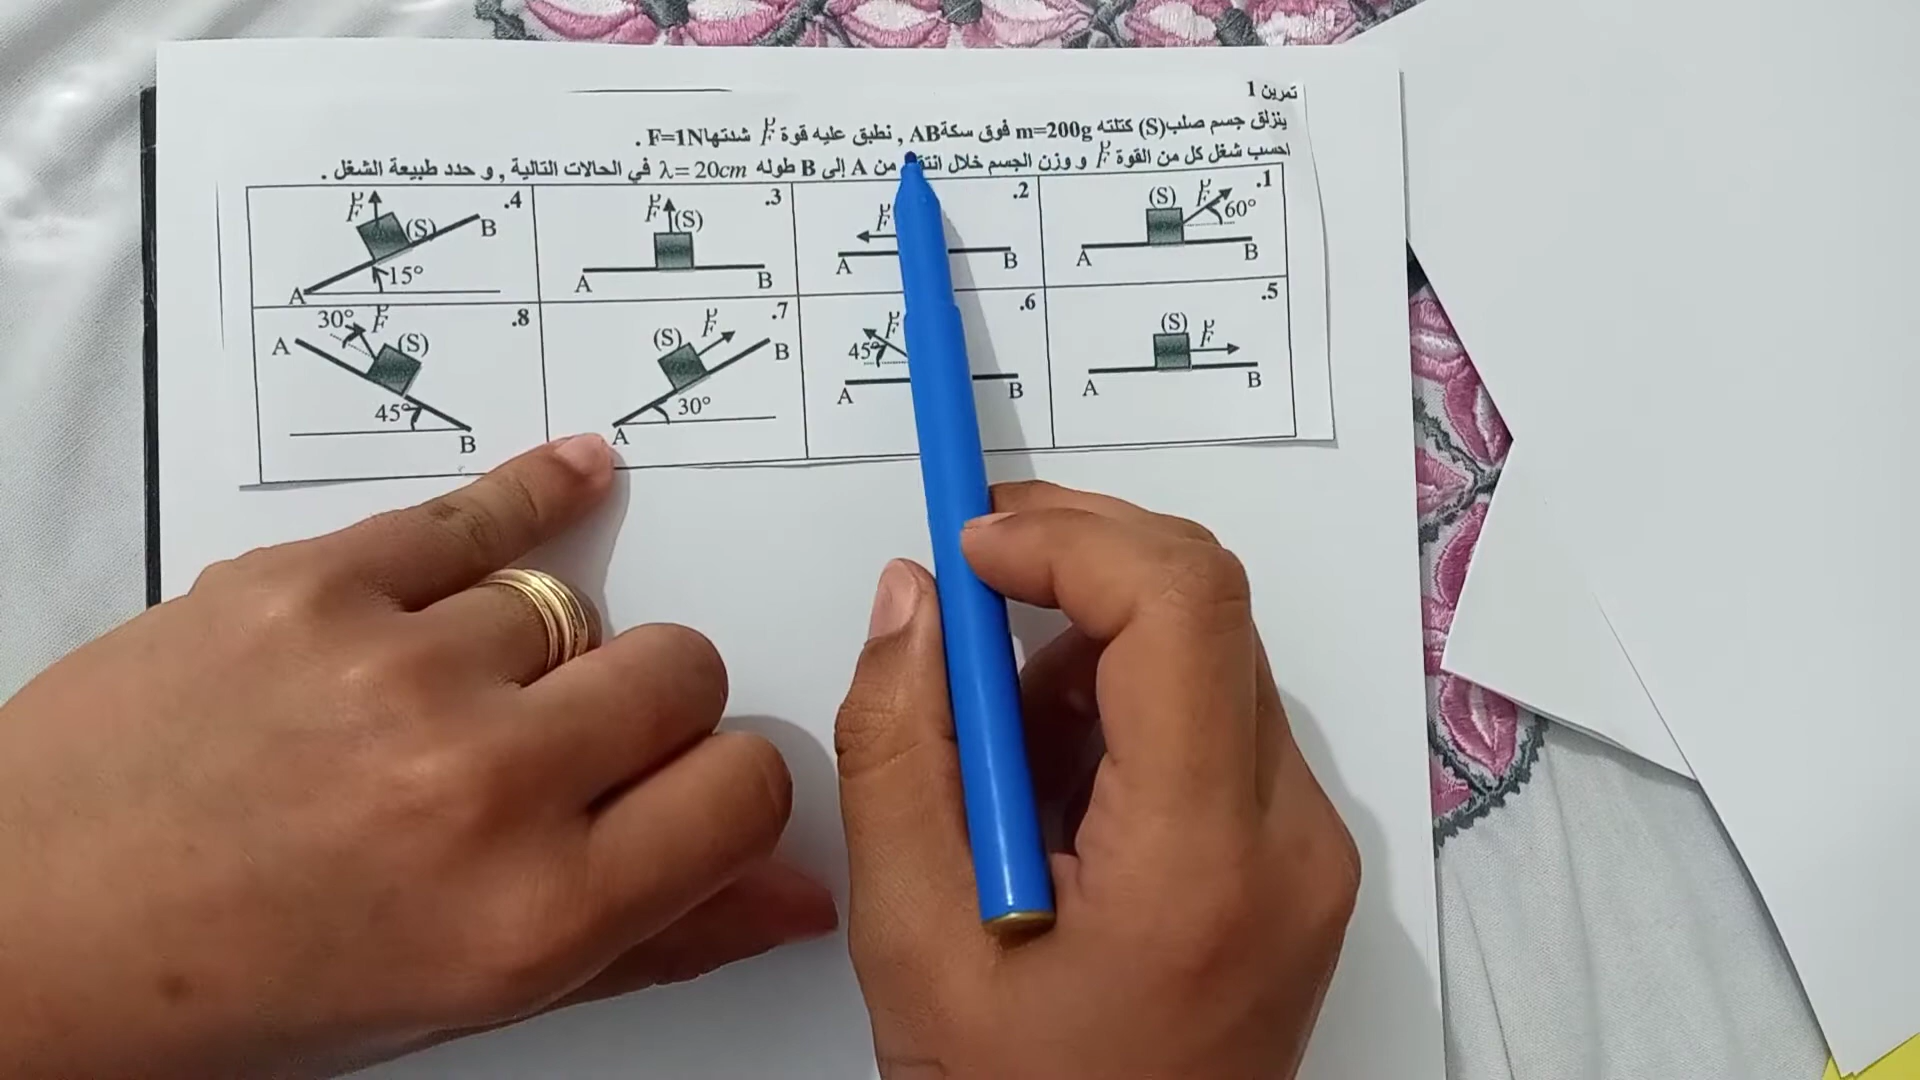 تمرين 1
ينزلق جسم صلب(S) كتلته m=200g فوق سكةAB , نطبق عليه قوة F شدتهاF=1N .
احسب شغل كل من القوة F و وزن الجسم خلال من A إلى B طوله λ=20cm في الحالات التالية , و حدد طبيعة الشغل .
.1
(S) F 60°
A B
.2
F
A B
.3
F (S)
A B
.4
F (S) B
15°
A
.5
(S) F
A B
.6
F
45°
A B
.7
(S) F B
30°
A
.8
30° F
A (S)
45°
B